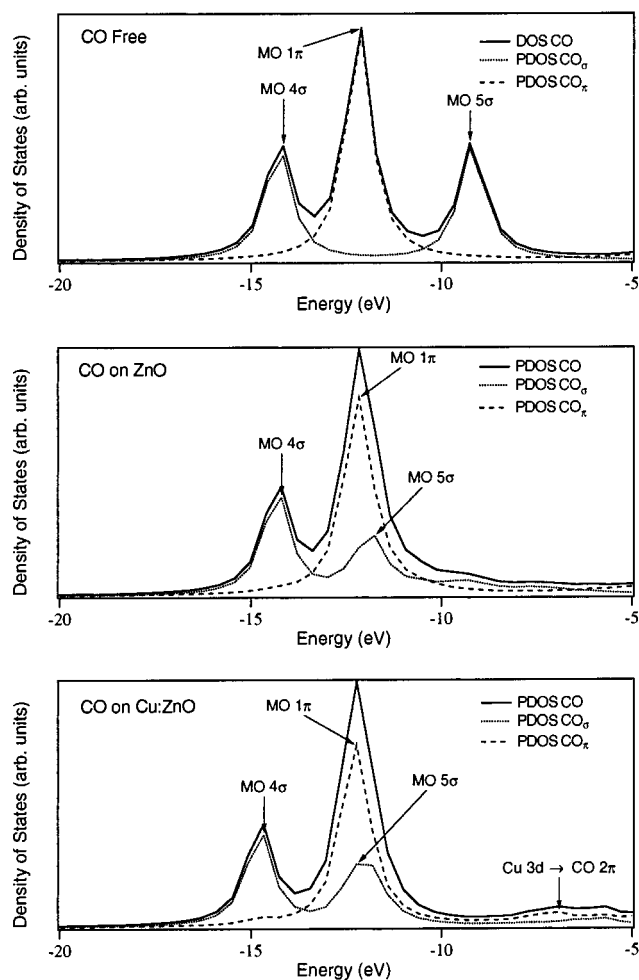 CO Free
MO 1π
MO 4σ
MO 5σ
DOS CO
PDOS COσ
PDOS COπ
Density of States (arb. units)
-20
-15
-10
-5
Energy (eV)
CO on ZnO
MO 1π
MO 4σ
MO 5σ
PDOS CO
PDOS COσ
PDOS COπ
Density of States (arb. units)
-20
-15
-10
-5
Energy (eV)
CO on Cu:ZnO
MO 1π
MO 4σ
MO 5σ
PDOS CO
PDOS COσ
PDOS COπ
Cu 3d → CO 2π
Density of States (arb. units)
-20
-15
-10
-5
Energy (eV)